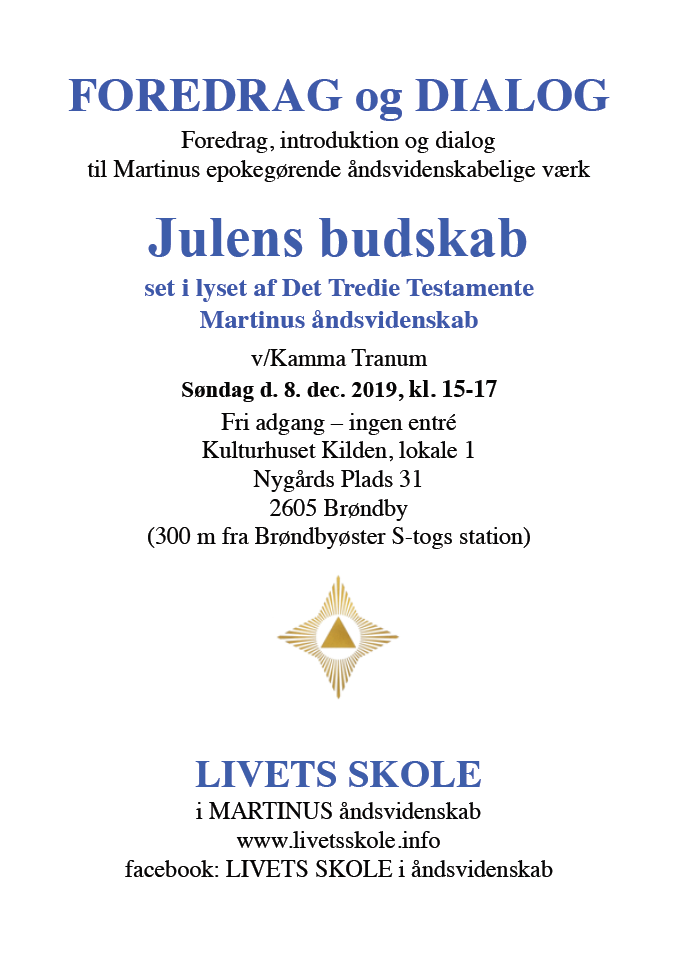 FOREDRAG og DIALOG
Foredrag, introduktion og dialog
til Martinus epokegørende åndsvidenskabelige værk
Julens budskab
set i lyset af Det Tredie Testamente
Martinus åndsvidenskab
v/Kamma Tranum
Søndag d. 8. dec. 2019, kl. 15-17
Fri adgang – ingen entré
Kulturhuset Kilden, lokale 1
Nygårds Plads 31
2605 Brøndby
(300 m fra Brøndbyøster S-togs station)
LIVETS SKOLE
i MARTINUS åndsvidenskab
www.livetsskole.info
facebook: LIVETS SKOLE i åndsvidenskab